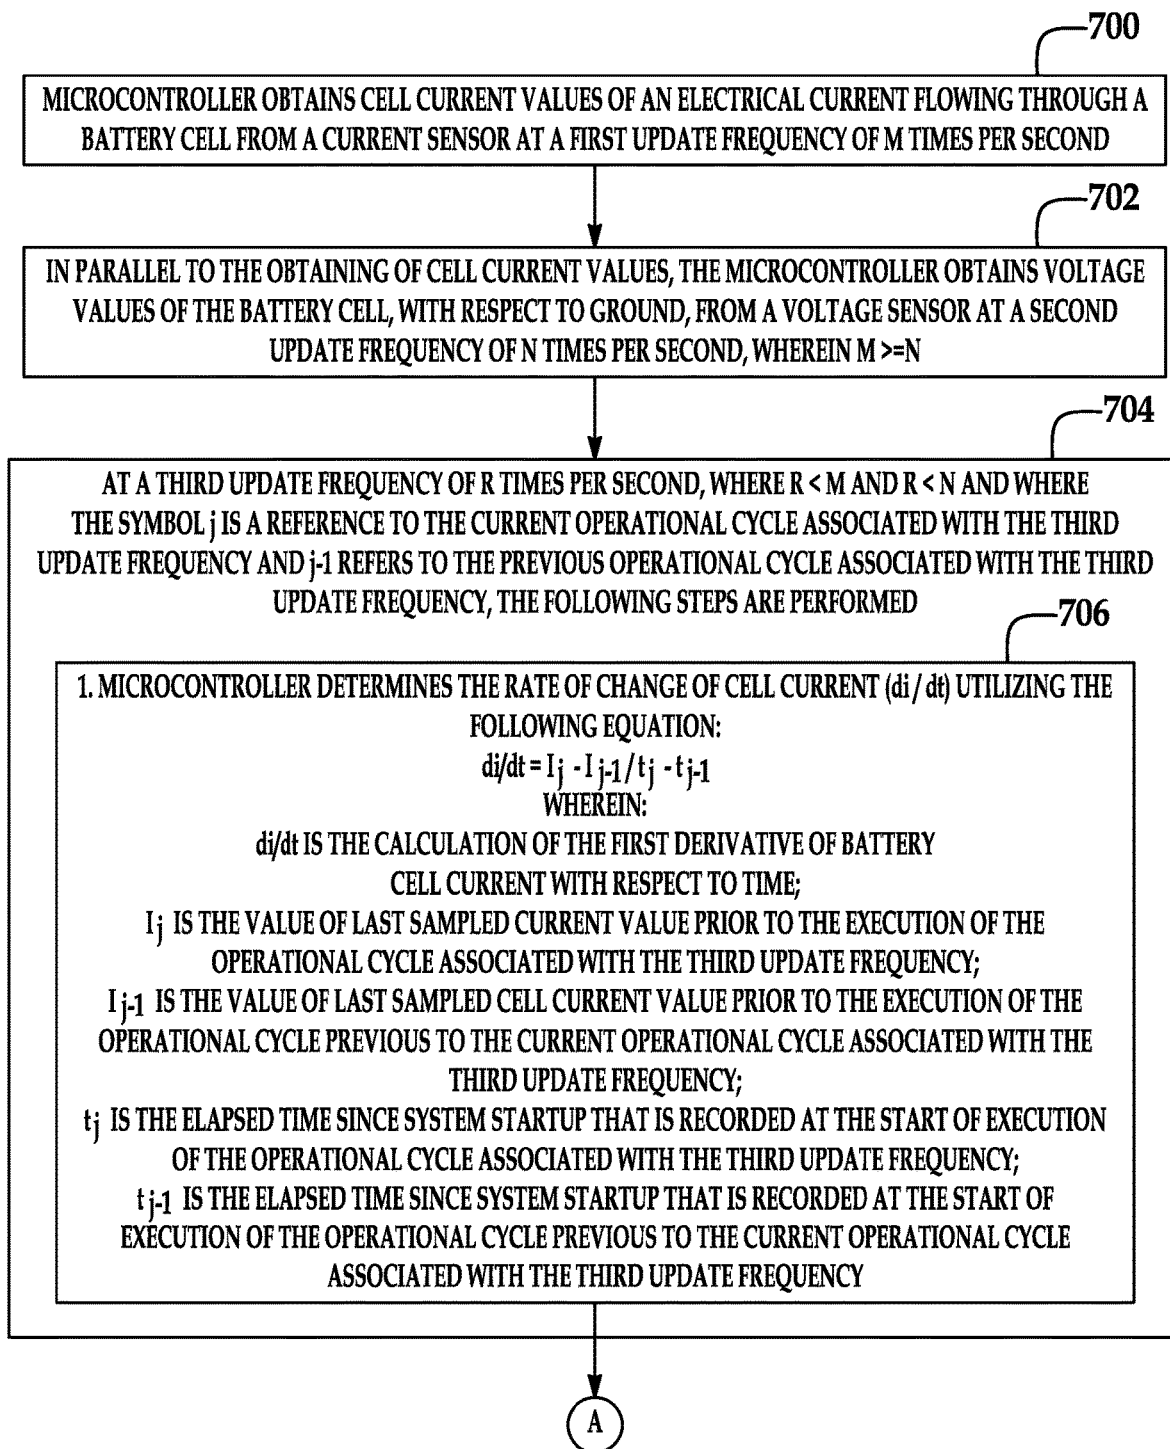 700
MICROCONTROLLER OBTAINS CELL CURRENT VALUES OF AN ELECTRICAL CURRENT FLOWING THROUGH A
BATTERY CELL FROM A CURRENT SENSOR AT A FIRST UPDATE FREQUENCY OF M TIMES PER SECOND
702
IN PARALLEL TO THE OBTAINING OF CELL CURRENT VALUES, THE MICROCONTROLLER OBTAINS VOLTAGE
VALUES OF THE BATTERY CELL, WITH RESPECT TO GROUND, FROM A VOLTAGE SENSOR AT A SECOND
UPDATE FREQUENCY OF N TIMES PER SECOND, WHEREIN M >=N
704
AT A THIRD UPDATE FREQUENCY OF R TIMES PER SECOND, WHERE R < M AND R < N AND WHERE
THE SYMBOL j IS A REFERENCE TO THE CURRENT OPERATIONAL CYCLE ASSOCIATED WITH THE THIRD
UPDATE FREQUENCY AND j-1 REFERS TO THE PREVIOUS OPERATIONAL CYCLE ASSOCIATED WITH THE THIRD
UPDATE FREQUENCY, THE FOLLOWING STEPS ARE PERFORMED
706
1. MICROCONTROLLER DETERMINES THE RATE OF CHANGE OF CELL CURRENT (di / dt) UTILIZING THE
FOLLOWING EQUATION:
di/dt = I j - I j-1 / t j - t j-1
WHEREIN:
di/dt IS THE CALCULATION OF THE FIRST DERIVATIVE OF BATTERY
CELL CURRENT WITH RESPECT TO TIME;
I j IS THE VALUE OF LAST SAMPLED CURRENT VALUE PRIOR TO THE EXECUTION OF THE
OPERATIONAL CYCLE ASSOCIATED WITH THE THIRD UPDATE FREQUENCY;
I j-1 IS THE VALUE OF LAST SAMPLED CELL CURRENT VALUE PRIOR TO THE EXECUTION OF THE
OPERATIONAL CYCLE PREVIOUS TO THE CURRENT OPERATIONAL CYCLE ASSOCIATED WITH THE
THIRD UPDATE FREQUENCY;
t j IS THE ELAPSED TIME SINCE SYSTEM STARTUP THAT IS RECORDED AT THE START OF EXECUTION
OF THE OPERATIONAL CYCLE ASSOCIATED WITH THE THIRD UPDATE FREQUENCY;
t j-1 IS THE ELAPSED TIME SINCE SYSTEM STARTUP THAT IS RECORDED AT THE START OF
EXECUTION OF THE OPERATIONAL CYCLE PREVIOUS TO THE CURRENT OPERATIONAL CYCLE
ASSOCIATED WITH THE THIRD UPDATE FREQUENCY
A